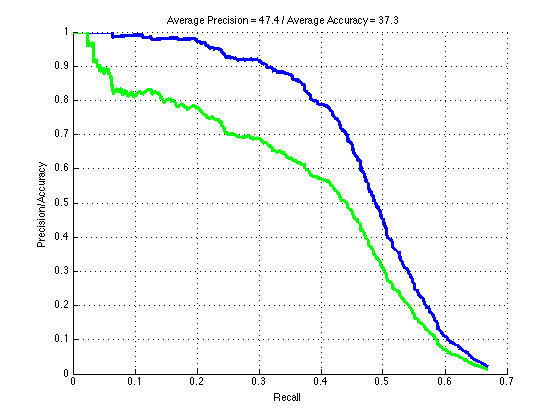 Average Precision = 47.4 / Average Accuracy = 37.3
1
0.9
0.8
0.7
0.6
0.5
0.4
0.3
0.2
0.1
0
Precision/Accuracy
0 0.1 0.2 0.3 0.4 0.5 0.6 0.7
Recall